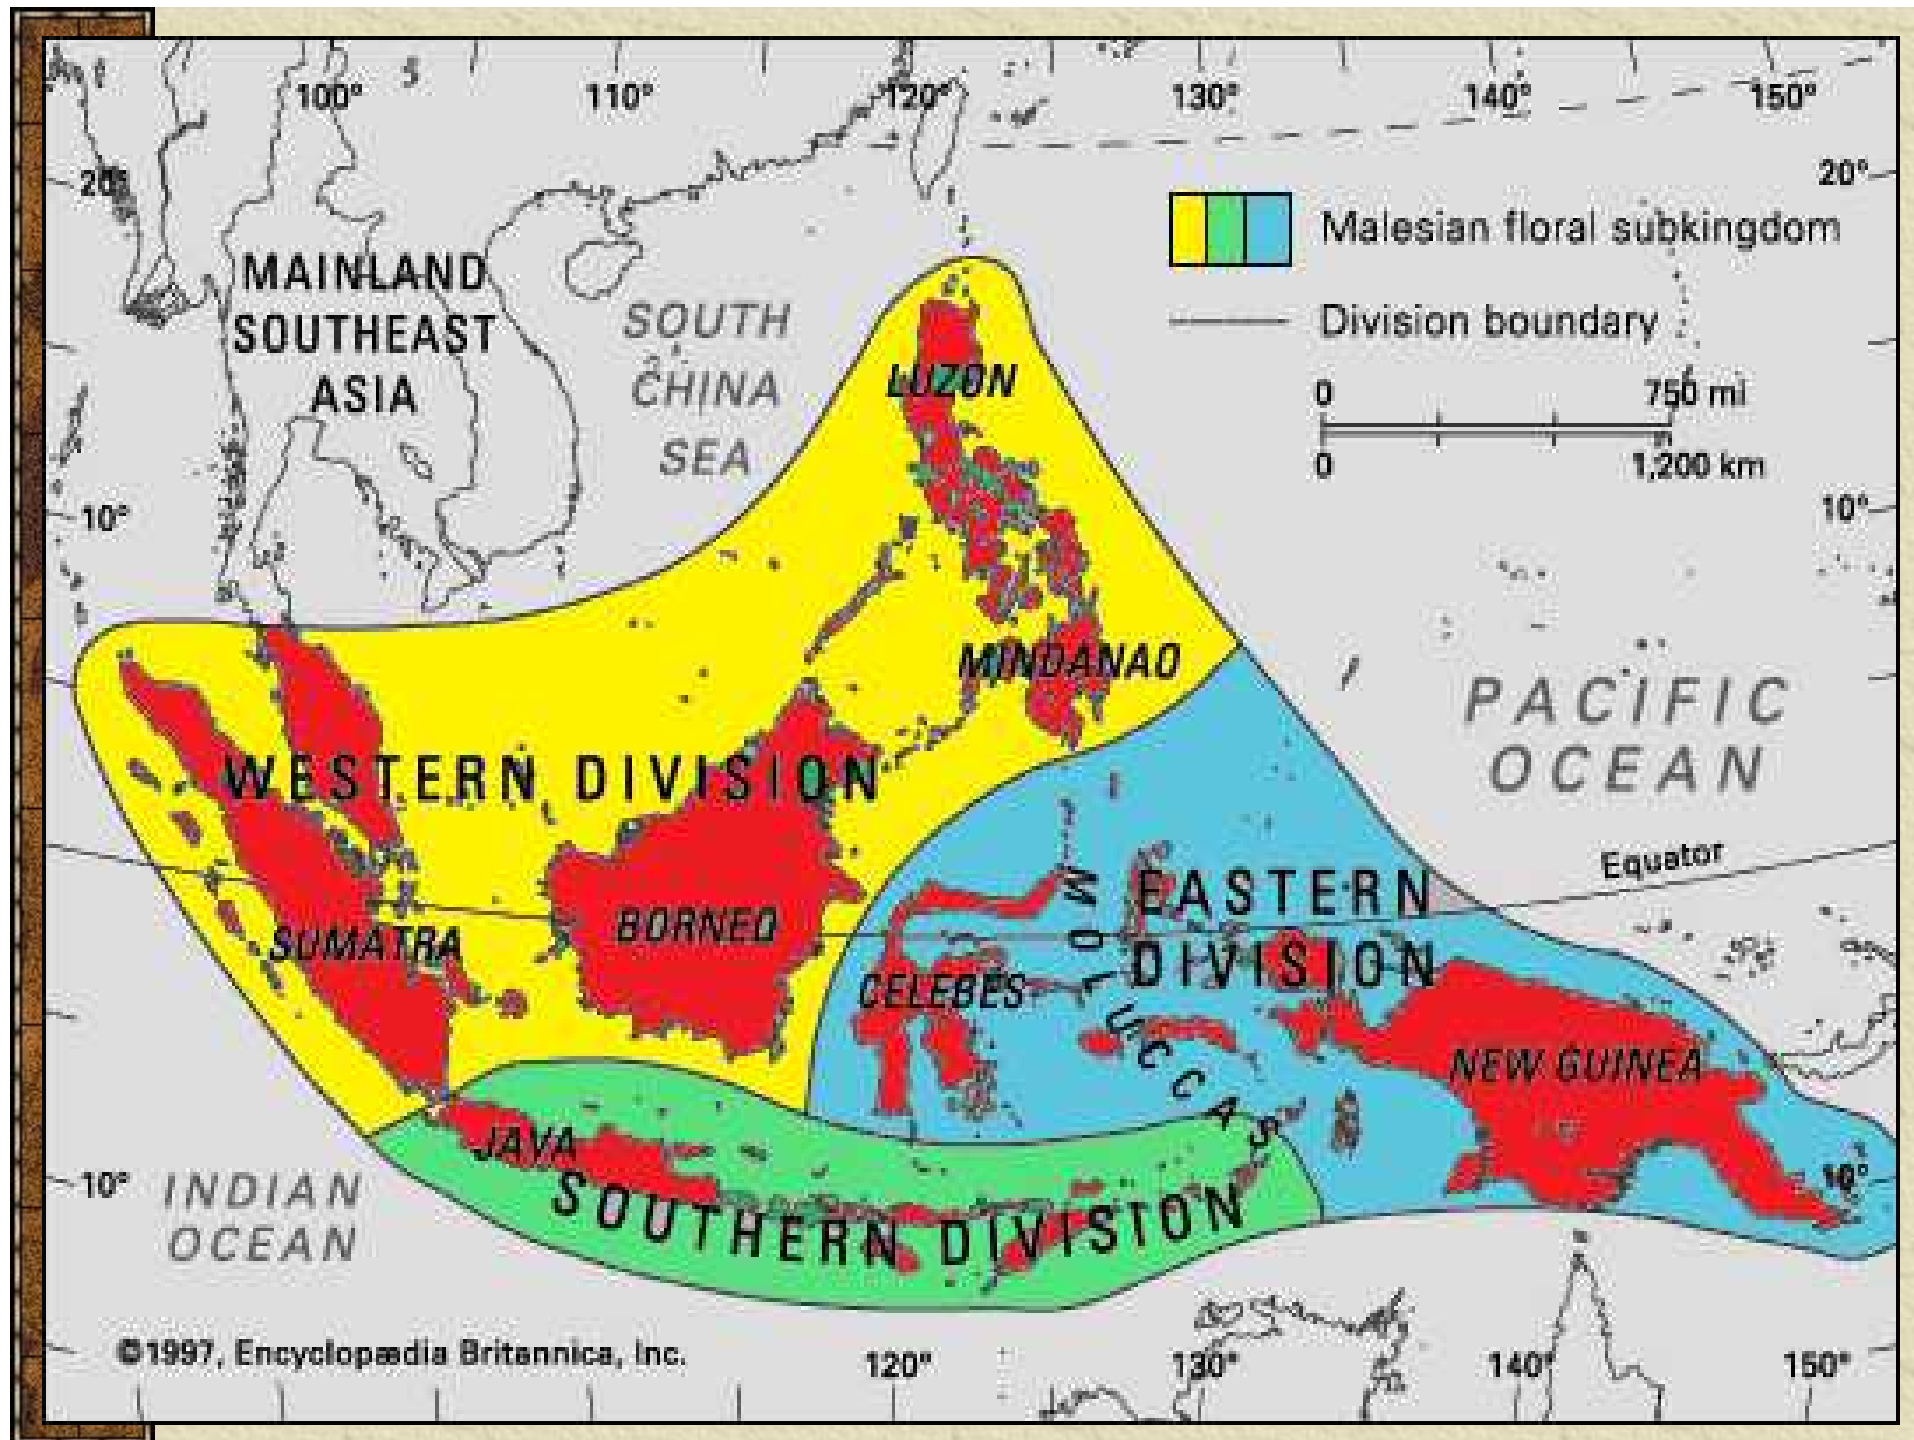 100°
110°
120°
130°
140°
150°
20°
20°
Malesian floral subkingdom
MAINLAND
SOUTHEAST
ASIA
SOUTH
CHINA
SEA
Division boundary
0
750 mi
0
1,200 km
LUZON
10°
10°
MINDANAO
PACIFIC
OCEAN
WESTERN DIVISION
Equator
EASTERN
DIVISION
SUMATRA
BORNEO
CELEBES
MOLUCCAS
NEW GUINEA
JAVA
10°
10°
INDIAN
OCEAN
SOUTHERN DIVISION
©1997, Encyclopædia Britannica, Inc.
120°
130°
140°
150°